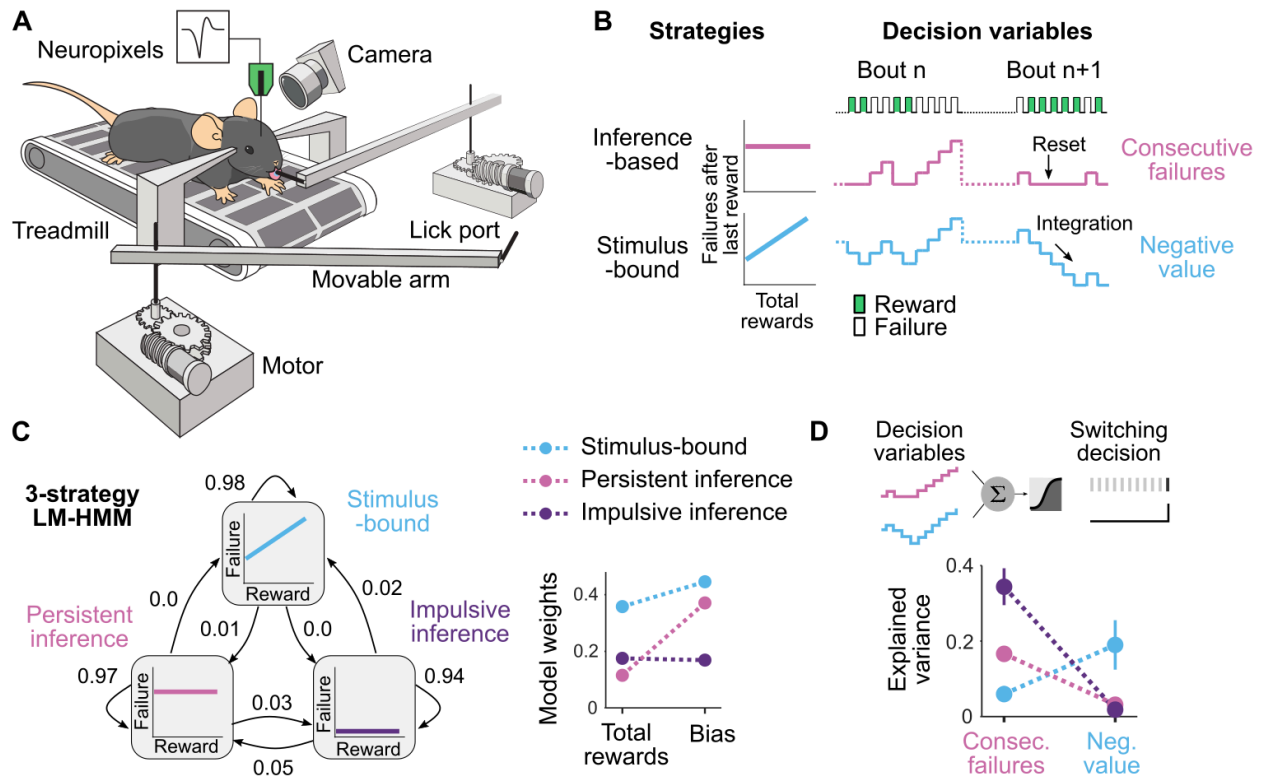 A
Neuropixels
Camera
Treadmill
Lick port
Movable arm
Motor
B
Strategies
Decision variables
Bout n
Bout n+1
Inference
-based
Stimulus
-bound
Failures after
last reward
Total
rewards
Reset
Consecutive
failures
Integration
Negative
value
Reward
Failure
C
3-strategy
LM-HMM
0.98
Stimulus
-bound
Failure
Reward
0.0
0.02
Persistent
inference
Impulsive
inference
0.01
0.0
0.97
0.94
Failure
Reward
0.03
Failure
Reward
0.05
Stimulus-bound
Persistent inference
Impulsive inference
Model weights
0.4
0.2
0
Total
rewards
Bias
D
Decision
variables
Switching
decision
Σ
Explained
variance
0.4
0.2
0
Consec.
failures
Neg.
value